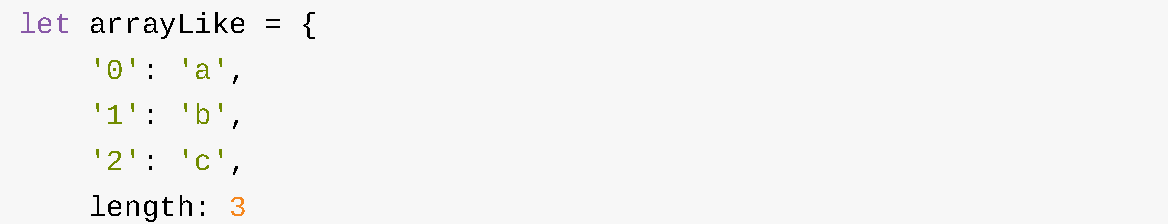 let arrayLike = {
    '0': 'a',
    '1': 'b',
    '2': 'c',
    length: 3